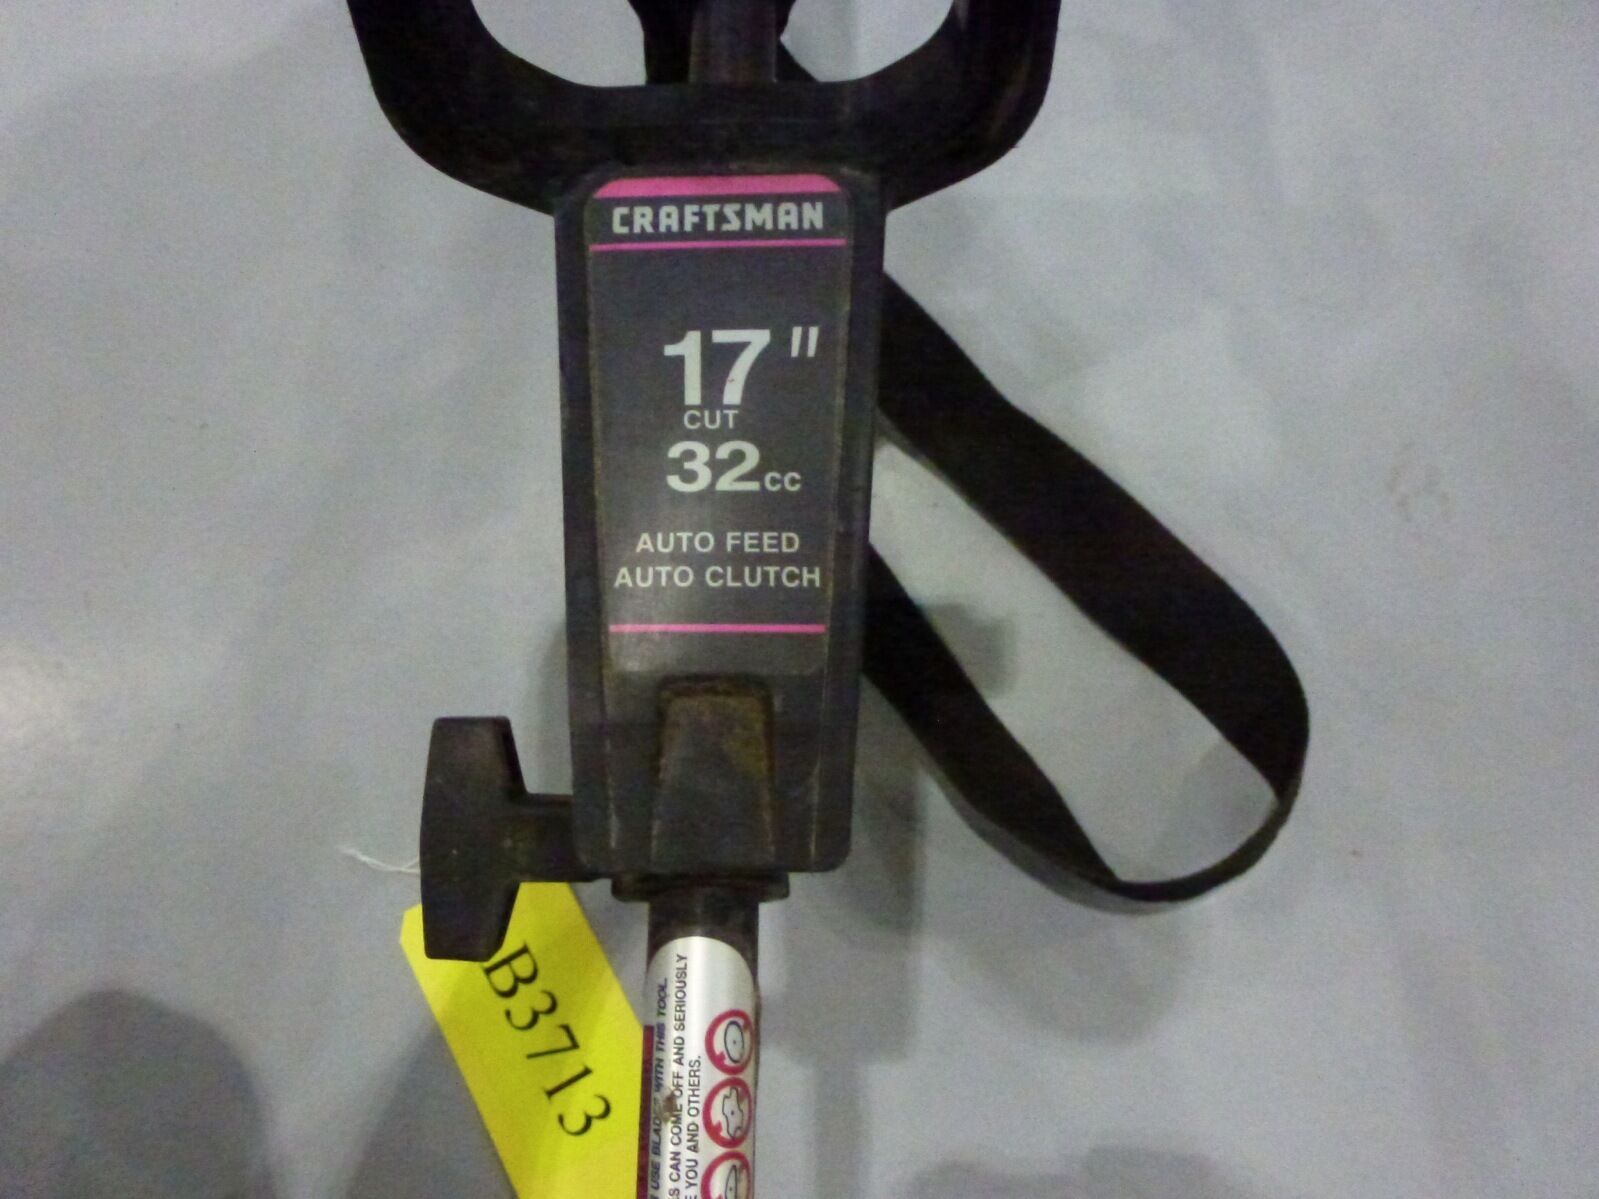 CRAFTSMAN
17"
CUT
32cc
AUTO FEED
AUTO CLUTCH
B3713
USE BLADES WITH THIS TOOL.
CAN COME OFF AND SERIOUSLY
YOU AND OTHERS.